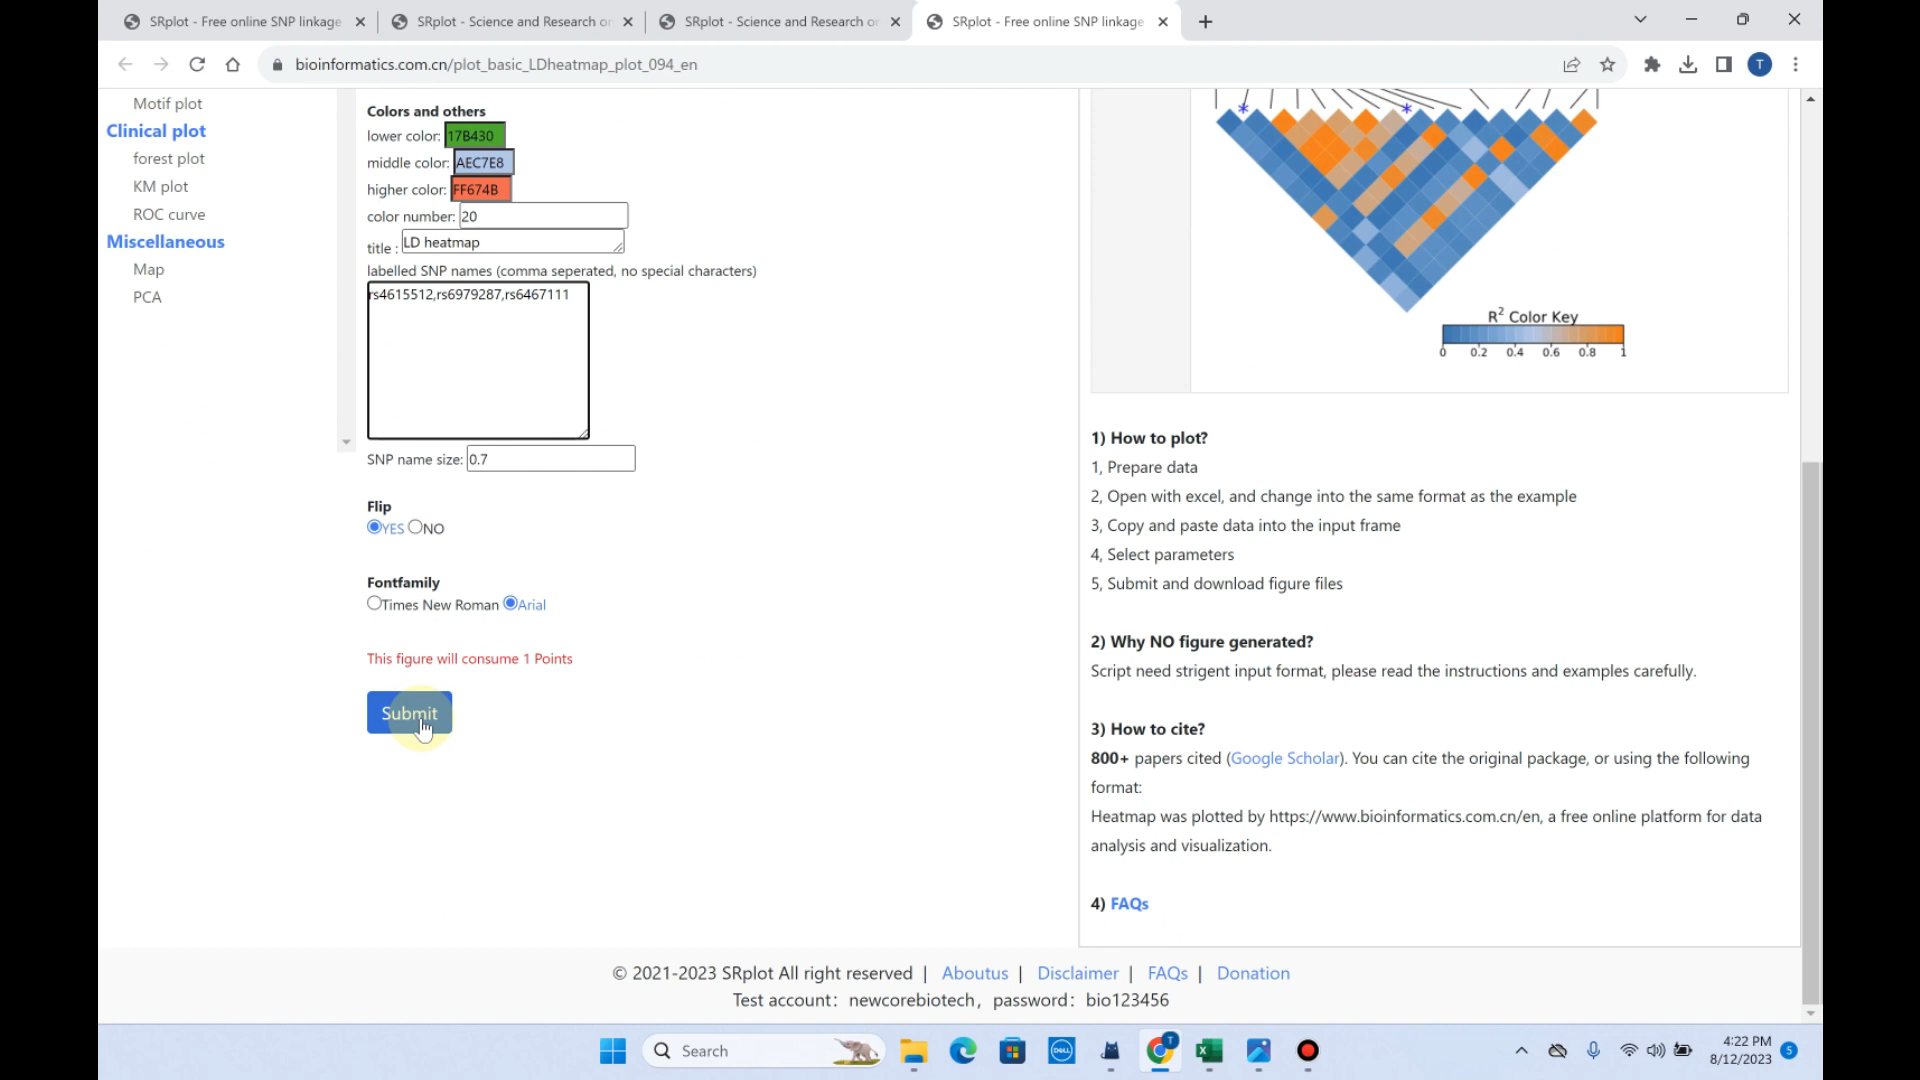 SRplot - Free online SNP linkage
SRplot - Science and Research or
SRplot - Science and Research or
SRplot - Free online SNP linkage
bioinformatics.com.cn/plot_basic_LDheatmap_plot_094_en
T
Motif plot
Clinical plot
forest plot
KM plot
ROC curve
Miscellaneous
Map
PCA
Colors and others
lower color: 17B430
middle color: AEC7E8
higher color: FF674B
color number: 20
title : LD heatmap
labelled SNP names (comma seperated, no special characters)
rs4615512,rs6979287,rs6467111
SNP name size: 0.7
Flip
YES NO
Fontfamily
Times New Roman Arial
This figure will consume 1 Points
Submit
* *
R² Color Key
0 0.2 0.4 0.6 0.8 1
1) How to plot?
1, Prepare data
2, Open with excel, and change into the same format as the example
3, Copy and paste data into the input frame
4, Select parameters
5, Submit and download figure files
2) Why NO figure generated?
Script need strigent input format, please read the instructions and examples carefully.
3) How to cite?
800+ papers cited (Google Scholar). You can cite the original package, or using the following
format:
Heatmap was plotted by https://www.bioinformatics.com.cn/en, a free online platform for data
analysis and visualization.
4) FAQs
© 2021-2023 SRplot All right reserved | Aboutus | Disclaimer | FAQs | Donation
Test account: newcorebiotech, password: bio123456
Search
DELL
T
4:22 PM
8/12/2023
5